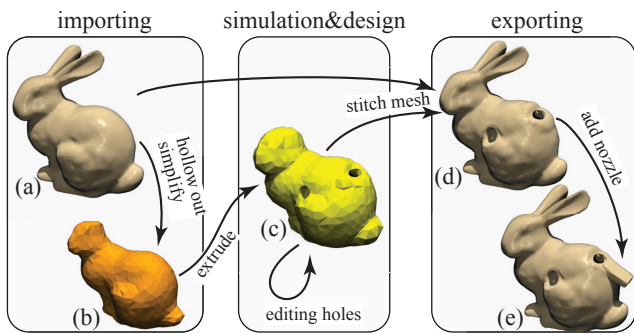 importing
simulation&design
exporting
stitch mesh
hollow out
simplify
add nozzle
(a)
(d)
(c)
extrude
(b)
editing holes
(e)